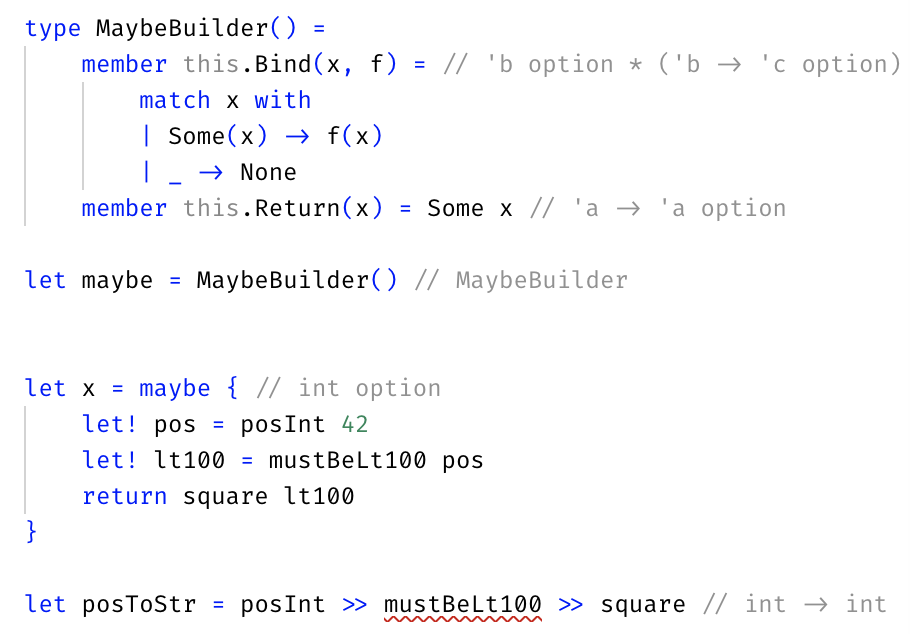 type MaybeBuilder() =
    member this.Bind(x, f) = // 'b option * ('b -> 'c option)
        match x with
        | Some(x) -> f(x)
        | _ -> None
    member this.Return(x) = Some x // 'a -> 'a option
let maybe = MaybeBuilder() // MaybeBuilder
let x = maybe { // int option
    let! pos = posInt 42
    let! lt100 = mustBeLt100 pos
    return square lt100
}
let posToStr = posInt >> mustBeLt100 >> square // int -> int